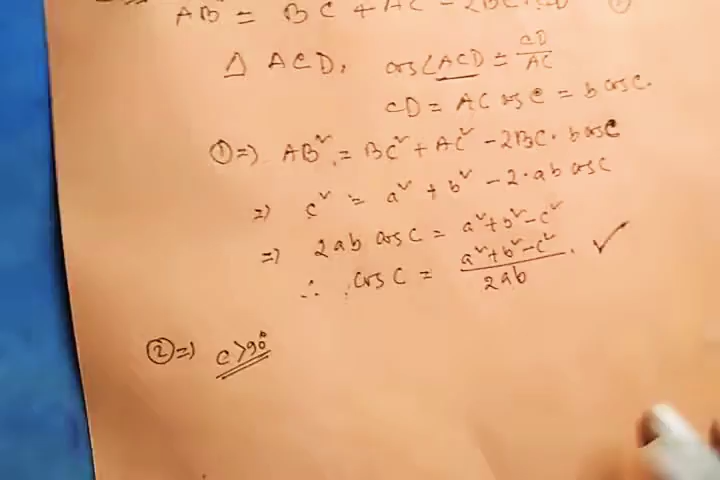 AB² = BC² + AC² - 2BC.CD
Δ ACD, cos∠ACD = CD/AC
CD = AC cos C = b cos C.
①⇒) AB² = BC² + AC² - 2BC. b cos C
⇒) c² = a² + b² - 2.ab cos C
⇒) 2ab cos C = a²+b²-c²
∴ cos C = a²+b²-c²/2ab. ✓
②⇒) C>90°